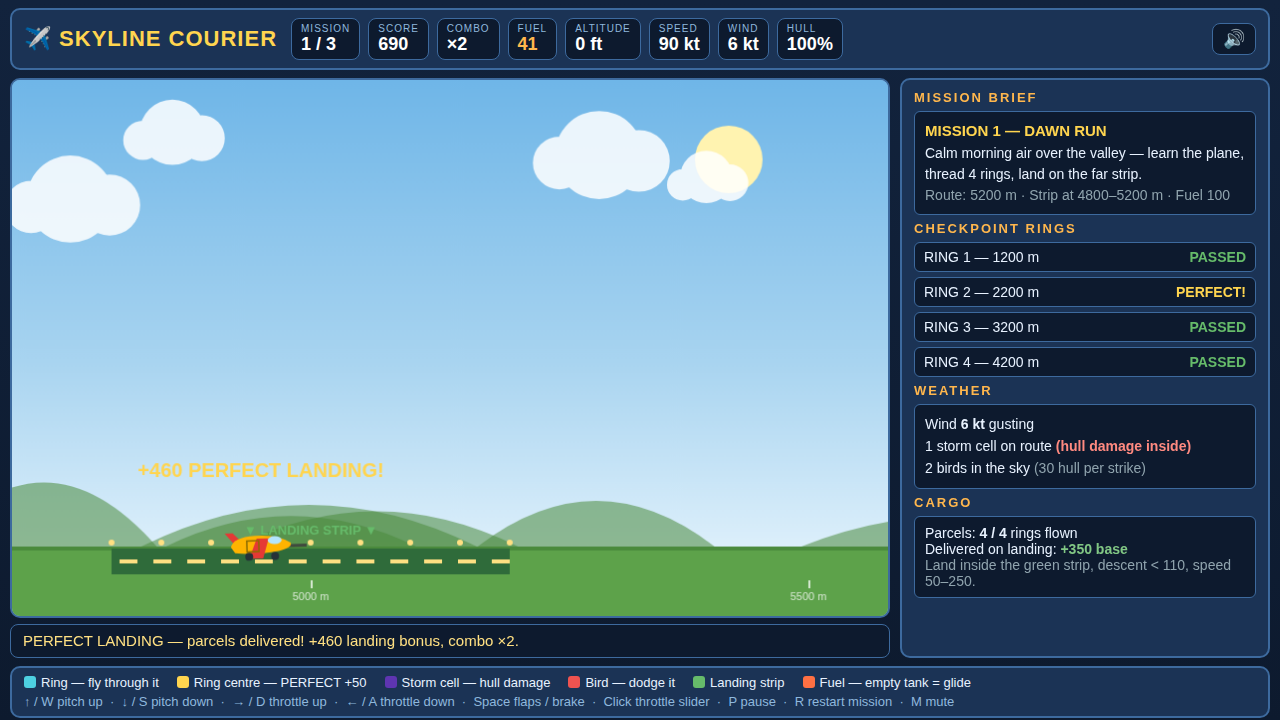 SKYLINE COURIER
MISSION
1 / 3
SCORE
690
COMBO
×2
FUEL
41
ALTITUDE
0 ft
SPEED
90 kt
WIND
6 kt
HULL
100%
+460 PERFECT LANDING!
▼ LANDING STRIP ▼
5000 m
5500 m
PERFECT LANDING — parcels delivered! +460 landing bonus, combo ×2.
MISSION BRIEF
MISSION 1 — DAWN RUN
Calm morning air over the valley — learn the plane,
thread 4 rings, land on the far strip.
Route: 5200 m · Strip at 4800–5200 m · Fuel 100
CHECKPOINT RINGS
RING 1 — 1200 m PASSED
RING 2 — 2200 m PERFECT!
RING 3 — 3200 m PASSED
RING 4 — 4200 m PASSED
WEATHER
Wind 6 kt gusting
1 storm cell on route (hull damage inside)
2 birds in the sky (30 hull per strike)
CARGO
Parcels: 4 / 4 rings flown
Delivered on landing: +350 base
Land inside the green strip, descent < 110, speed
50–250.
Ring — fly through it Ring centre — PERFECT +50 Storm cell — hull damage Bird — dodge it Landing strip Fuel — empty tank = glide
↑ / W pitch up · ↓ / S pitch down · → / D throttle up · ← / A throttle down · Space flaps / brake · Click throttle slider · P pause · R restart mission · M mute